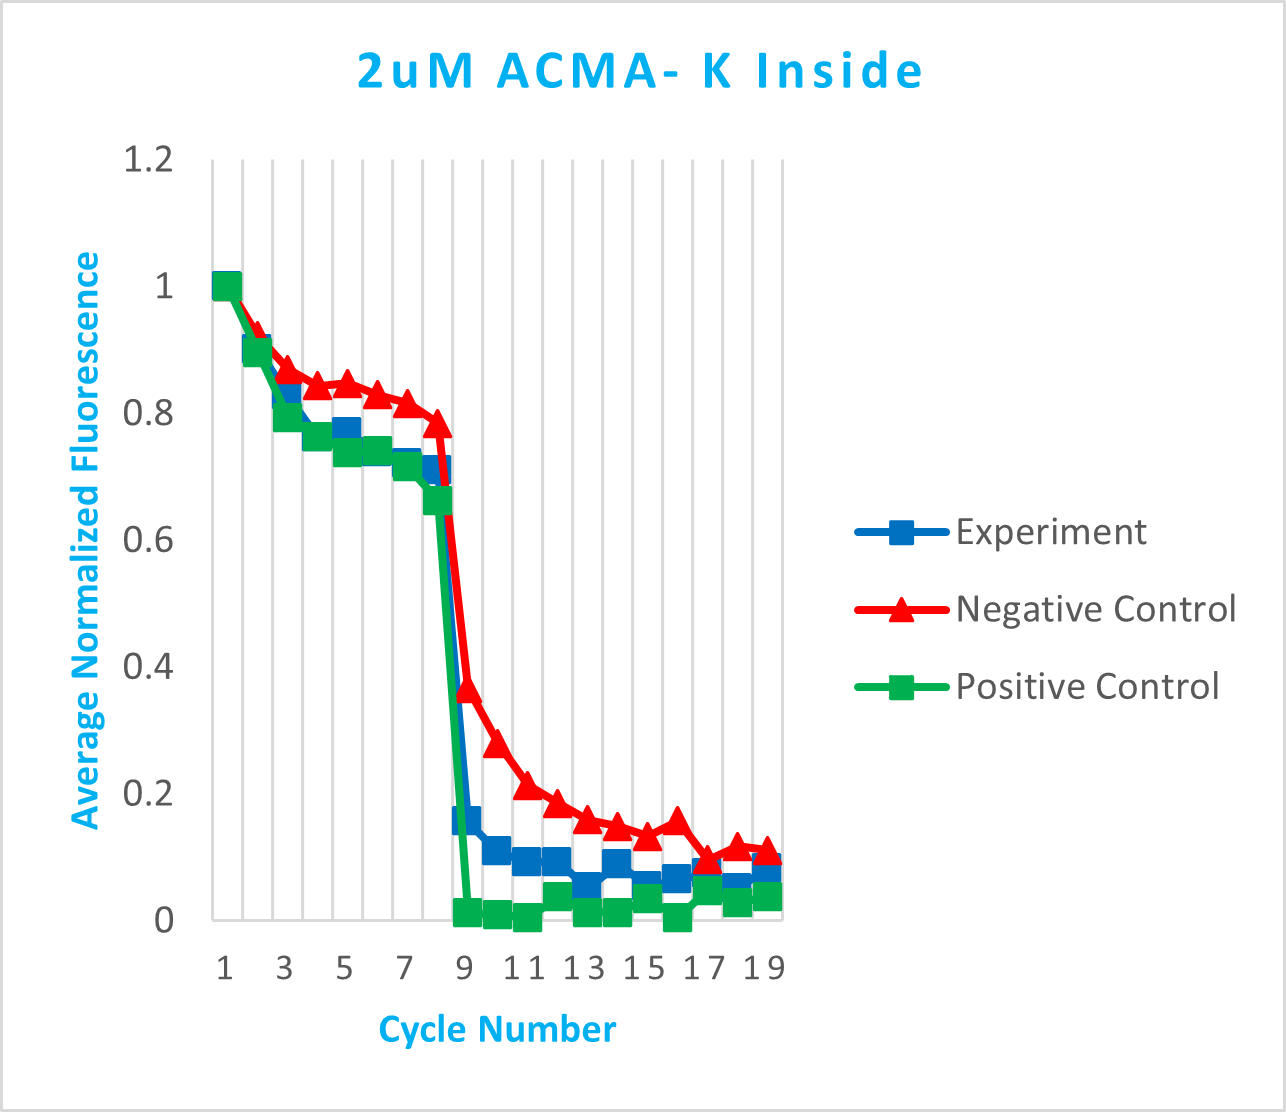 2uM ACMA- K Inside
1.2
1
0.8
0.6
0.4
0.2
0
Average Normalized Fluorescence
1 3 5 7 9 11 13 15 17 19
Cycle Number
Experiment
Negative Control
Positive Control